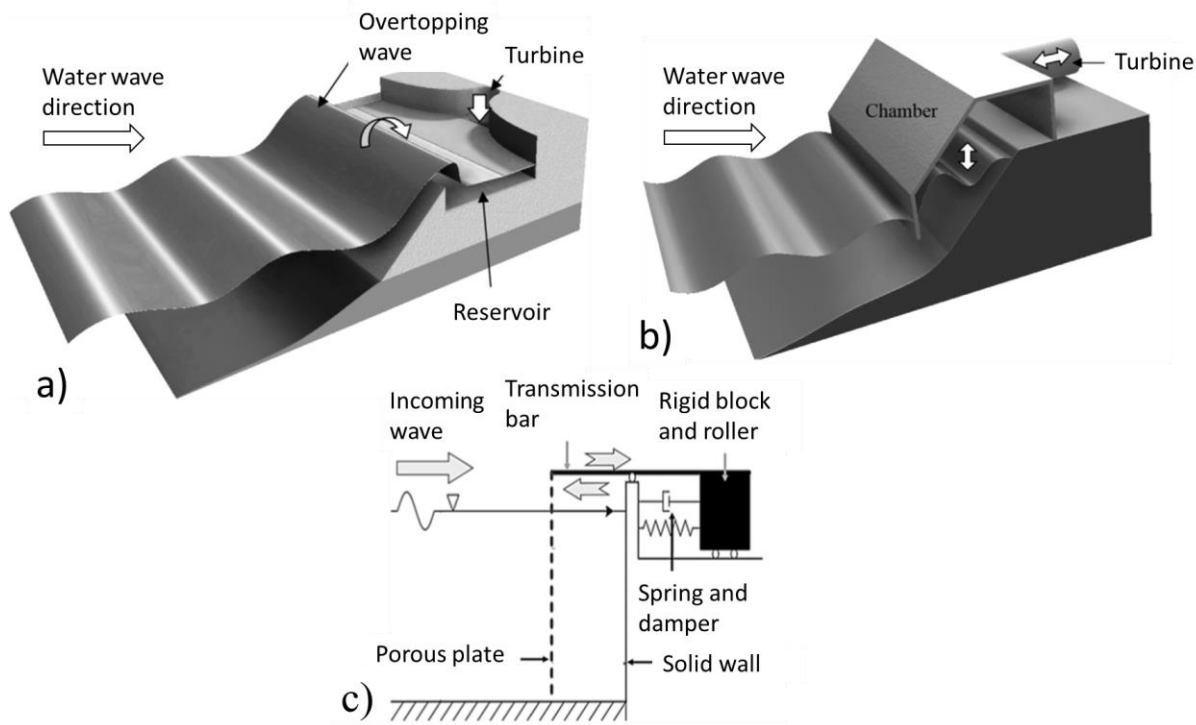 Overtopping
wave
Turbine
Water wave
direction
Reservoir
a)
Water wave
direction
Chamber
Turbine
b)
Incoming
wave
Transmission
bar
Rigid block
and roller
Spring and
damper
Porous plate
Solid wall
c)